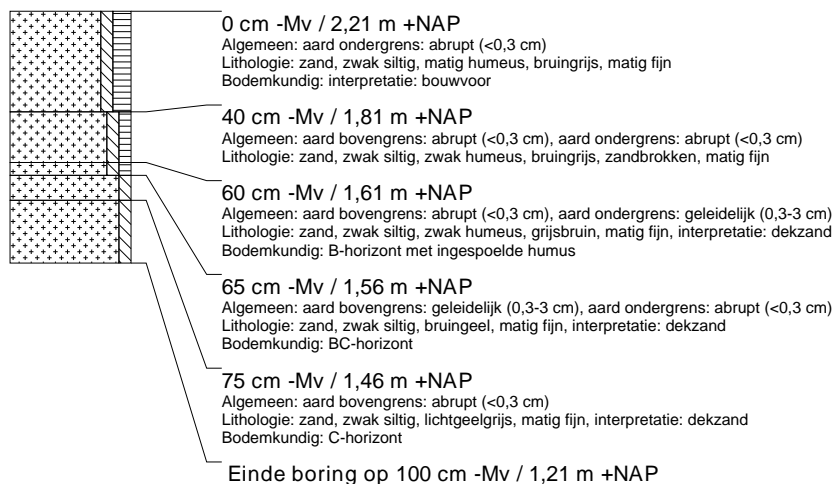 0 cm -Mv / 2,21 m +NAP
Algemeen: aard ondergrens: abrupt (<0,3 cm)
Lithologie: zand, zwak siltig, matig humeus, bruingrijs, matig fijn
Bodemkundig: interpretatie: bouwvoor
40 cm -Mv / 1,81 m +NAP
Algemeen: aard bovengrens: abrupt (<0,3 cm), aard ondergrens: abrupt (<0,3 cm)
Lithologie: zand, zwak siltig, zwak humeus, bruingrijs, zandbrokken, matig fijn
60 cm -Mv / 1,61 m +NAP
Algemeen: aard bovengrens: abrupt (<0,3 cm), aard ondergrens: geleidelijk (0,3-3 cm)
Lithologie: zand, zwak siltig, zwak humeus, grijsbruin, matig fijn, interpretatie: dekzand
Bodemkundig: B-horizont met ingespoelde humus
65 cm -Mv / 1,56 m +NAP
Algemeen: aard bovengrens: geleidelijk (0,3-3 cm), aard ondergrens: abrupt (<0,3 cm)
Lithologie: zand, zwak siltig, bruingeel, matig fijn, interpretatie: dekzand
Bodemkundig: BC-horizont
75 cm -Mv / 1,46 m +NAP
Algemeen: aard bovengrens: abrupt (<0,3 cm)
Lithologie: zand, zwak siltig, lichtgeelgrijs, matig fijn, interpretatie: dekzand
Bodemkundig: C-horizont
Einde boring op 100 cm -Mv / 1,21 m +NAP